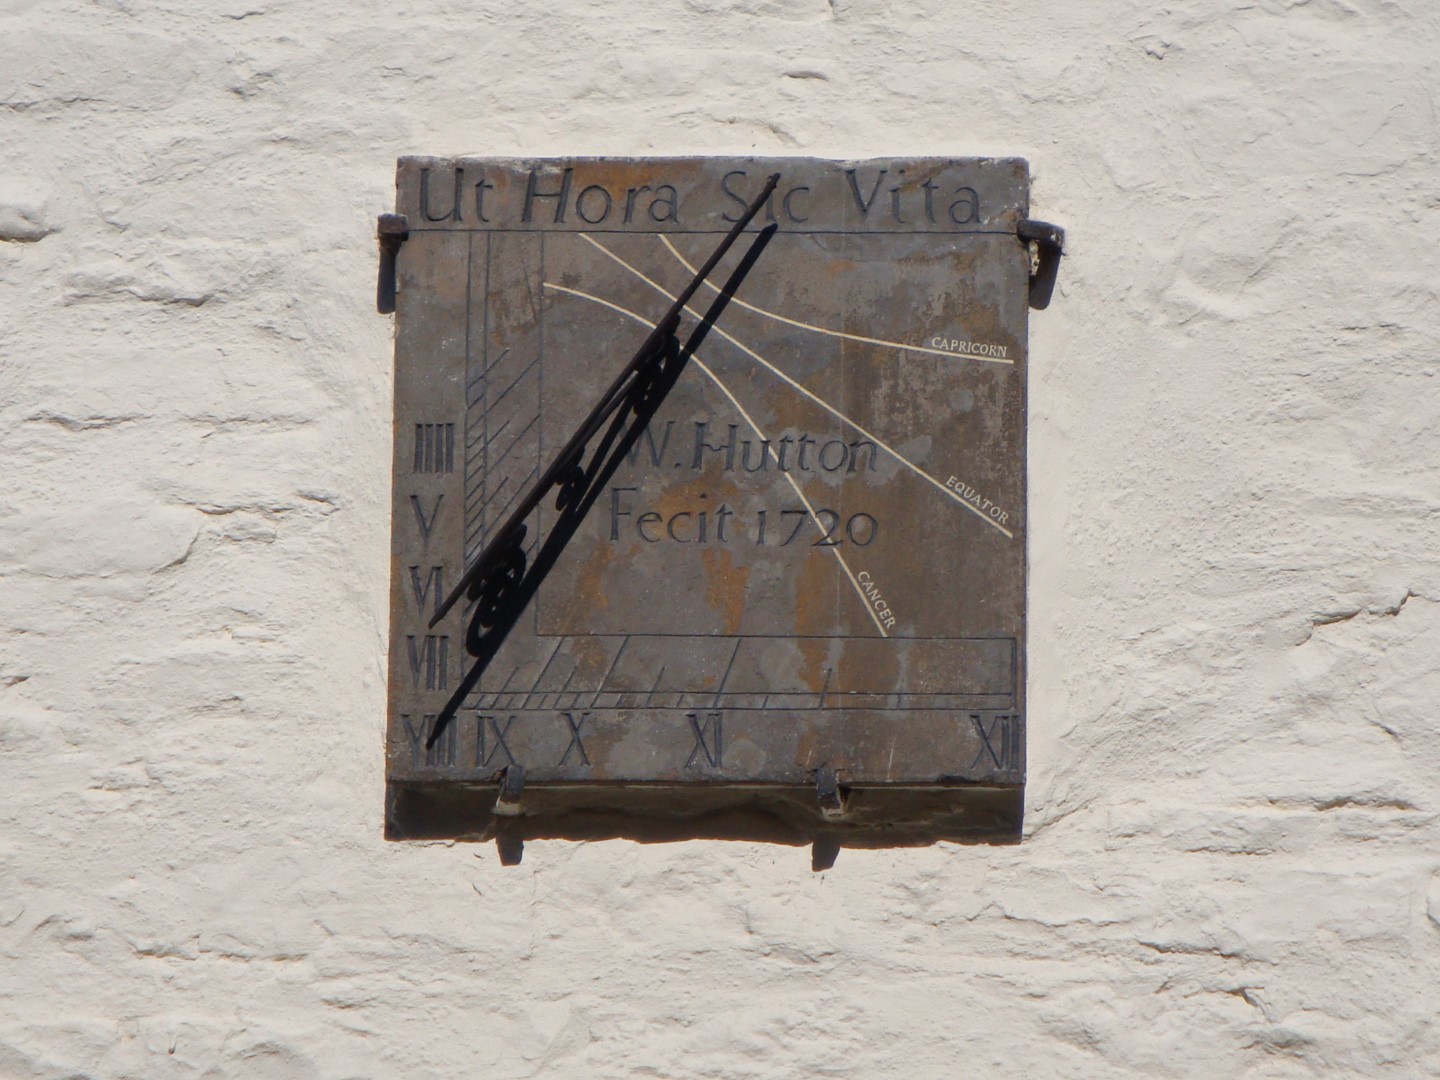 Ut Hora Sic Vita
CAPRICORN
W. Hutton
EQUATOR
Fecit 1720
CANCER
IIII
V
VI
VII
VIII IX X XI XII